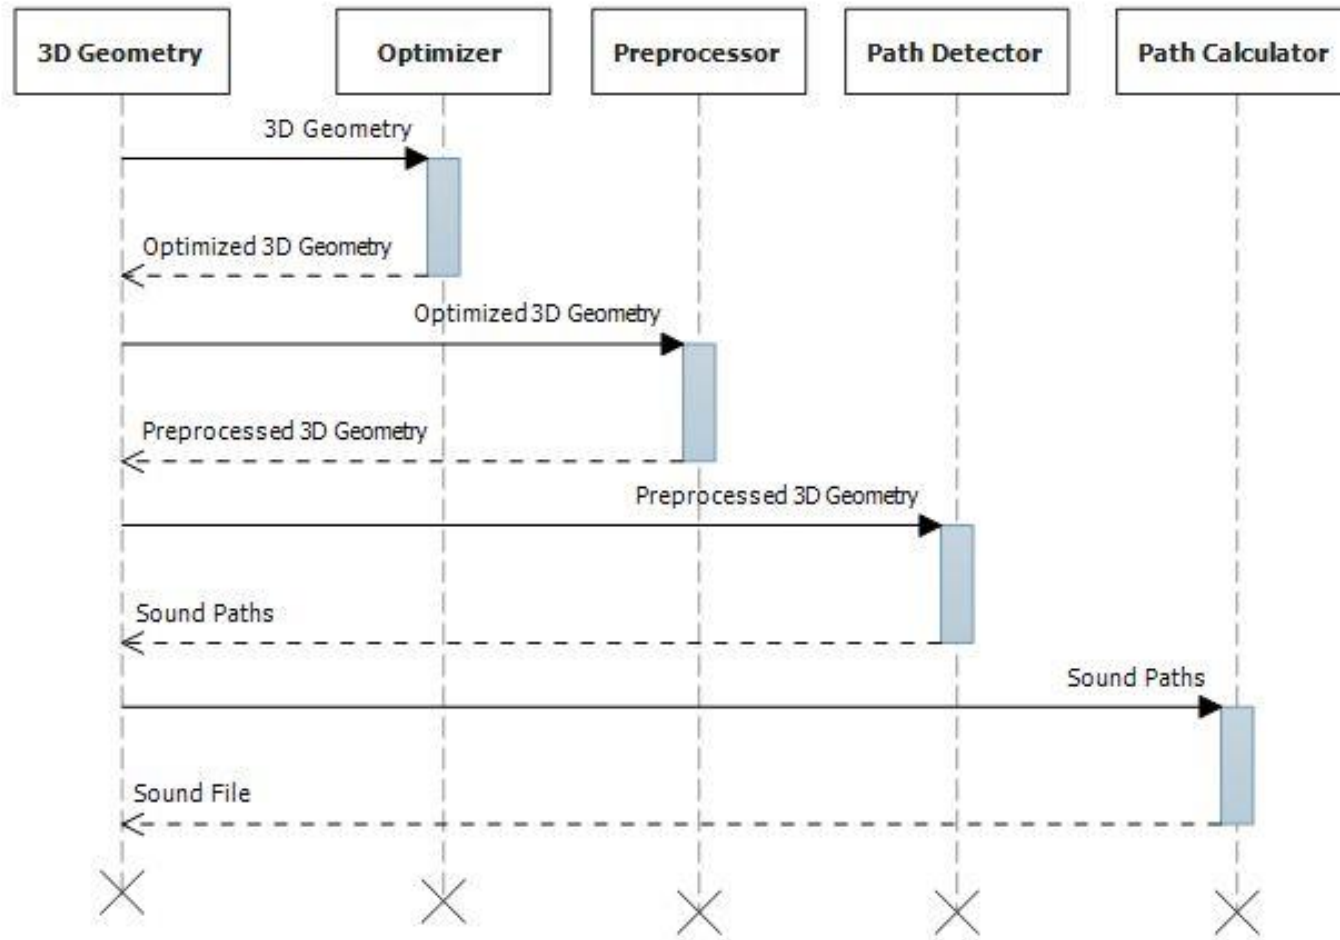 3D Geometry
Optimizer
Preprocessor
Path Detector
Path Calculator
3D Geometry
Optimized 3D Geometry
Optimized 3D Geometry
Preprocessed 3D Geometry
Preprocessed 3D Geometry
Sound Paths
Sound Paths
Sound File